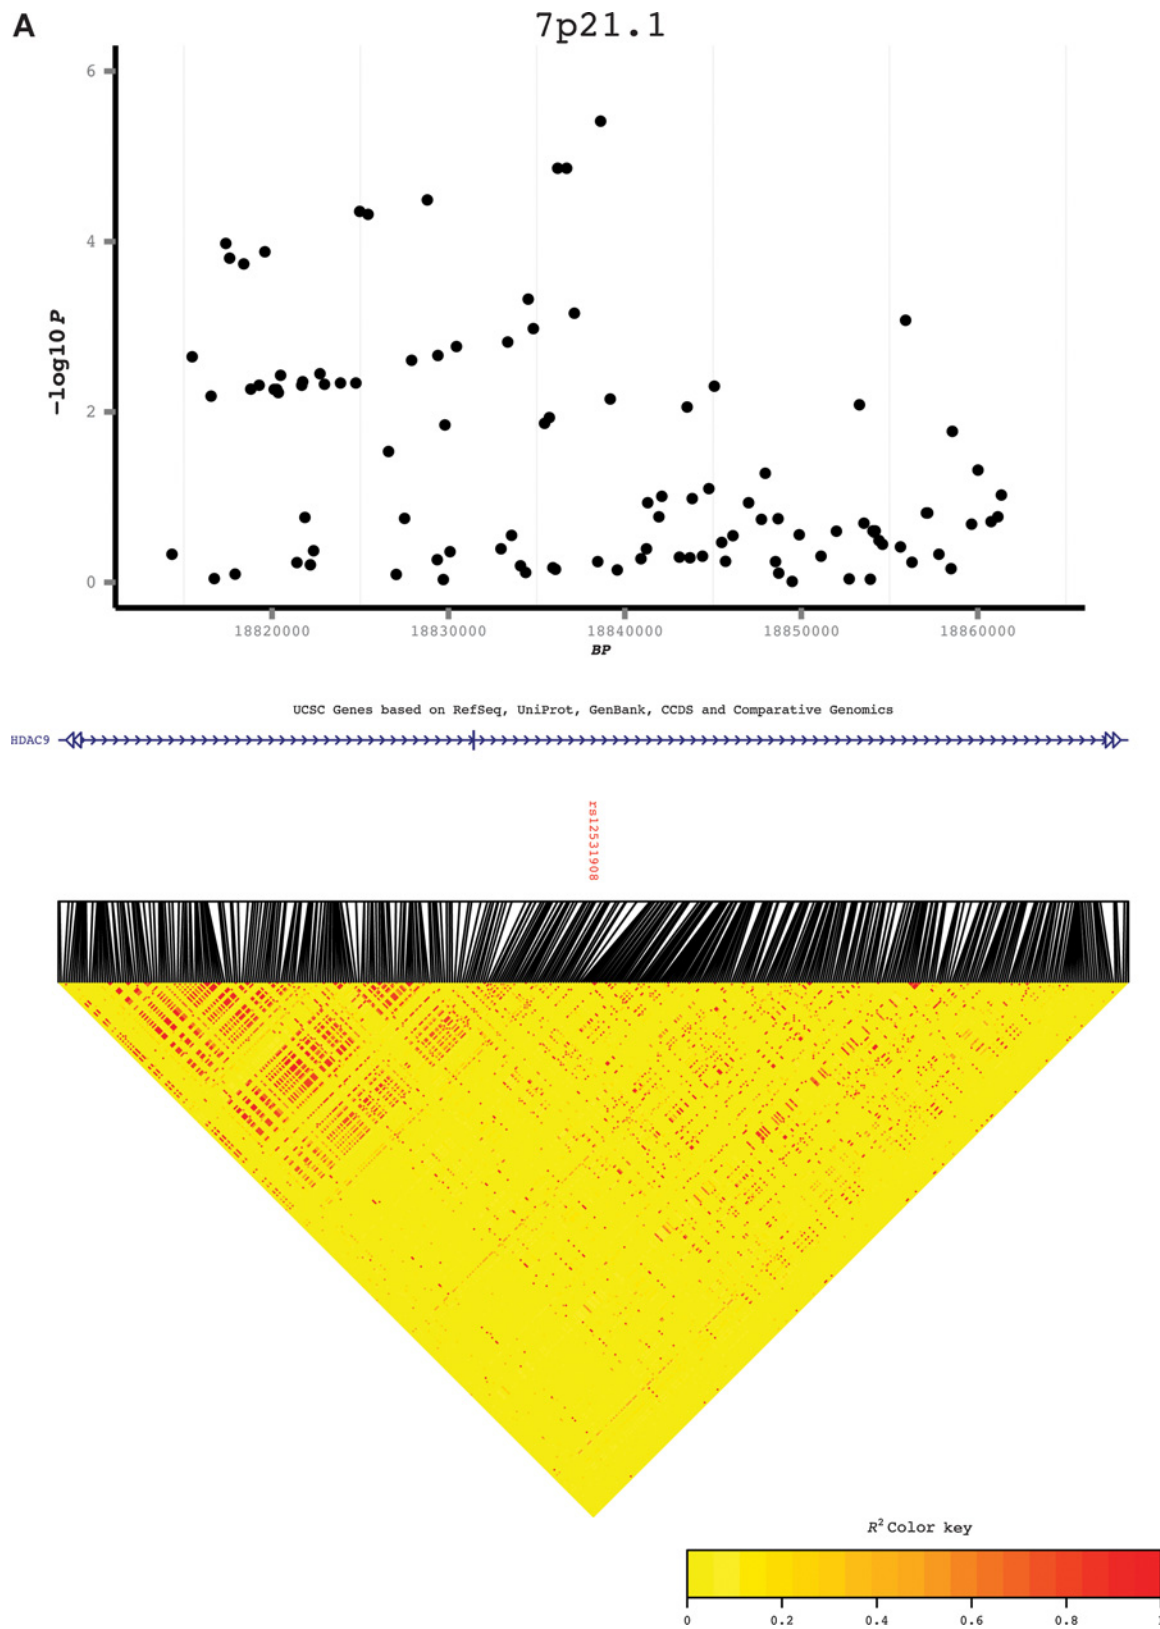 A
7p21.1
6
4
2
0
−log10 P
18820000 18830000 18840000 18850000 18860000
BP
UCSC Genes based on RefSeq, UniProt, GenBank, CCDS and Comparative Genomics
HDAC9
rs12531908
R² Color key
0 0.2 0.4 0.6 0.8